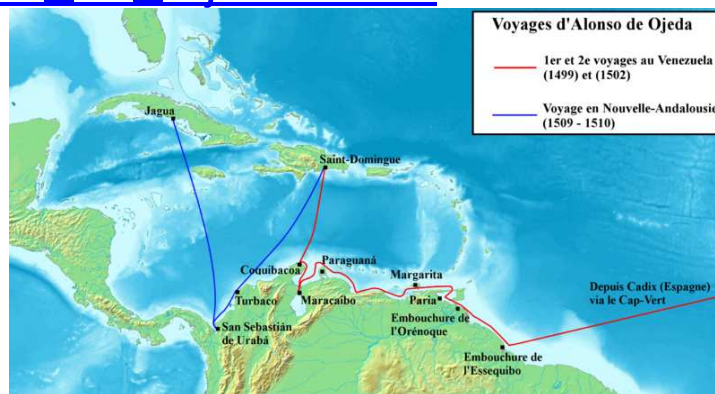 Voyages d'Alonso de Ojeda
1er et 2e voyages au Venezuela
(1499) et (1502)
Voyage en Nouvelle-Andalousie
(1509 - 1510)
Jagua
Saint-Domingue
Coquibacoa
Paraguaná
Margarita
Depuis Cadix (Espagne)
via le Cap-Vert
Turbaco
Maracaibo
Paria
Embouchure de
l'Orénoque
San Sebastián
de Urabá
Embouchure de
l'Essequibo